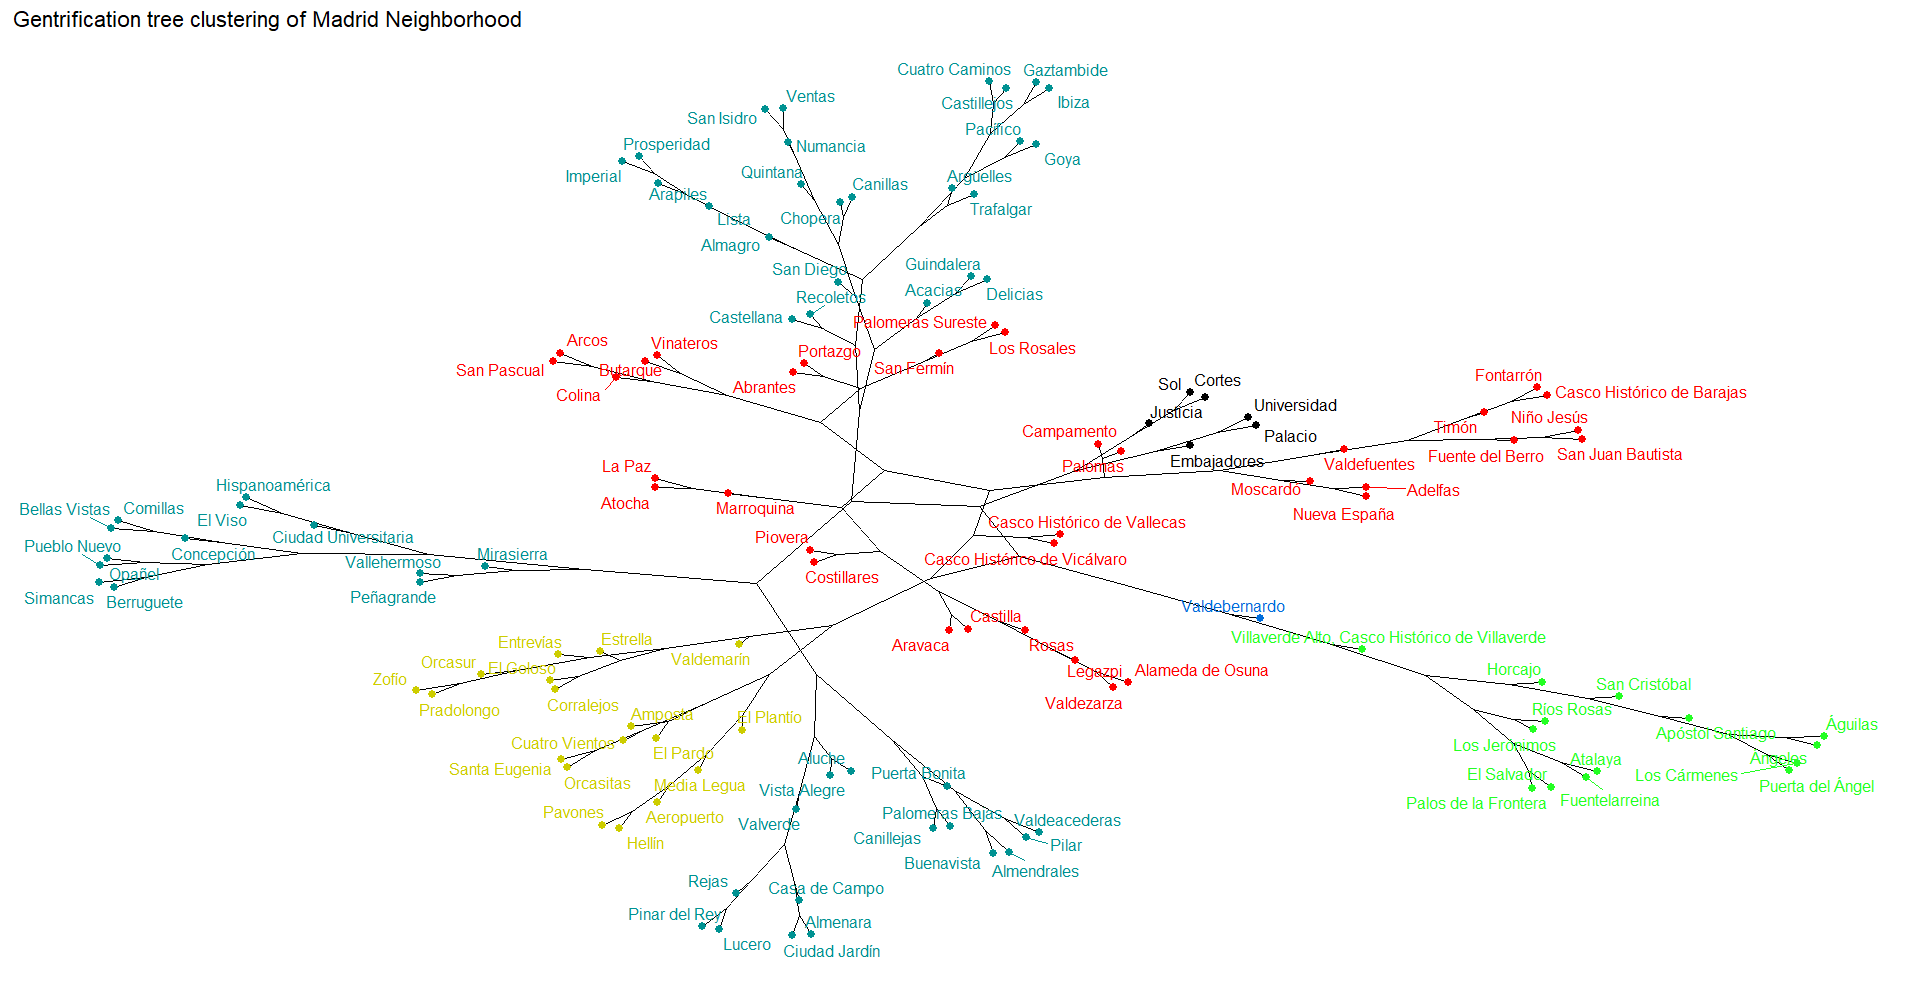 Gentrification tree clustering of Madrid Neighborhood
Cuatro Caminos
Gaztambide
Castillejos
Ibiza
Ventas
San Isidro
Pacífico
Prosperidad
Numancia
Goya
Imperial
Quintana
Canillas
Argüelles
Arapiles
Lista
Chopera
Trafalgar
Almagro
San Diego
Guindalera
Recoletos
Acacias
Delicias
Castellana
Palomeras Sureste
Arcos
Vinateros
Portazgo
Los Rosales
San Pascual
Butarque
San Fermín
Colina
Abrantes
Sol
Cortes
Justicia
Universidad
Campamento
Palacio
Palomas
Embajadores
Fontarrón
Casco Histórico de Barajas
Timón
Niño Jesús
Valdefuentes
Fuente del Berro
San Juan Bautista
Moscardó
Adelfas
Nueva España
La Paz
Atocha
Marroquina
Hispanoamérica
Bellas Vistas
Comillas
El Viso
Ciudad Universitaria
Pueblo Nuevo
Concepción
Vallehermoso
Mirasierra
Opañel
Simancas
Berruguete
Peñagrande
Piovera
Costillares
Casco Histórico de Vallecas
Casco Histórico de Vicálvaro
Castilla
Aravaca
Rosas
Legazpi
Alameda de Osuna
Valdezarza
Valdebernardo
Villaverde Alto, Casco Histórico de Villaverde
Horcajo
San Cristóbal
Ríos Rosas
Apóstol Santiago
Águilas
Los Jerónimos
Ángeles
Atalaya
El Salvador
Los Cármenes
Puerta del Ángel
Palos de la Frontera
Fuentelarreina
Entrevías
Estrella
Orcasur
El Goloso
Valdemarín
Zofío
Pradolongo
Corralejos
Amposta
El Plantío
Cuatro Vientos
El Pardo
Santa Eugenia
Orcasitas
Media Legua
Pavones
Aeropuerto
Hellín
Aluche
Puerta Bonita
Vista Alegre
Palomeras Bajas
Valdeacederas
Valverde
Canillejas
Pilar
Buenavista
Almendrales
Rejas
Casa de Campo
Pinar del Rey
Almenara
Lucero
Ciudad Jardín